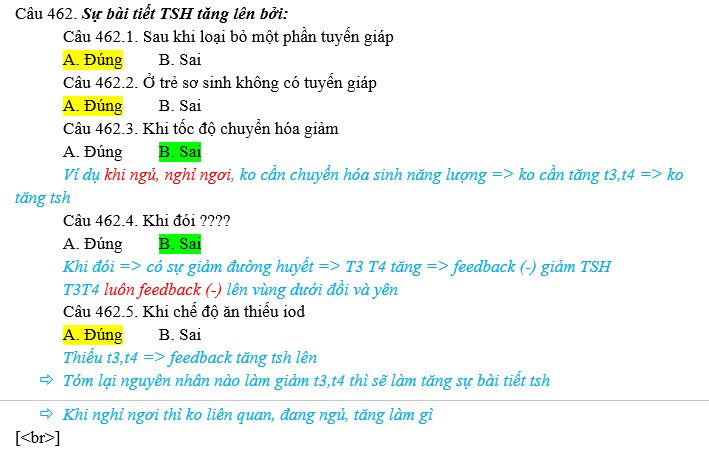 Câu 462. Sự bài tiết TSH tăng lên bởi:
Câu 462.1. Sau khi loại bỏ một phần tuyến giáp
A. Đúng B. Sai
Câu 462.2. Ở trẻ sơ sinh không có tuyến giáp
A. Đúng B. Sai
Câu 462.3. Khi tốc độ chuyển hóa giảm
A. Đúng B. Sai
Ví dụ khi ngủ, nghỉ ngơi, ko cần chuyển hóa sinh năng lượng => ko cần tăng t3,t4 => ko
tăng tsh
Câu 462.4. Khi đói ????
A. Đúng B. Sai
Khi đói => có sự giảm đường huyết => T3 T4 tăng => feedback (-) giảm TSH
T3T4 luôn feedback (-) lên vùng dưới đồi và yên
Câu 462.5. Khi chế độ ăn thiếu iod
A. Đúng B. Sai
Thiếu t3,t4 => feedback tăng tsh lên
⇨ Tóm lại nguyên nhân nào làm giảm t3,t4 thì sẽ làm tăng sự bài tiết tsh
⇨ Khi nghỉ ngơi thì ko liên quan, đang ngủ, tăng làm gì
[<br>]